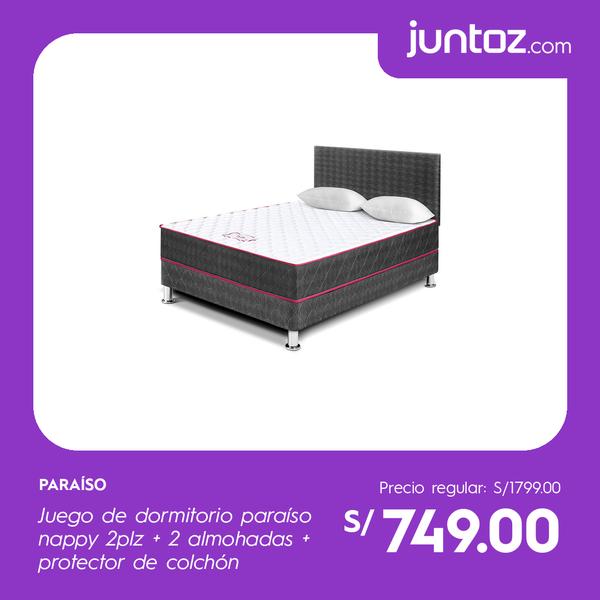 juntoz.com
PARAÍSO
Juego de dormitorio paraíso
nappy 2plz + 2 almohadas +
protector de colchón
Precio regular: S/1799.00
S/ 749.00